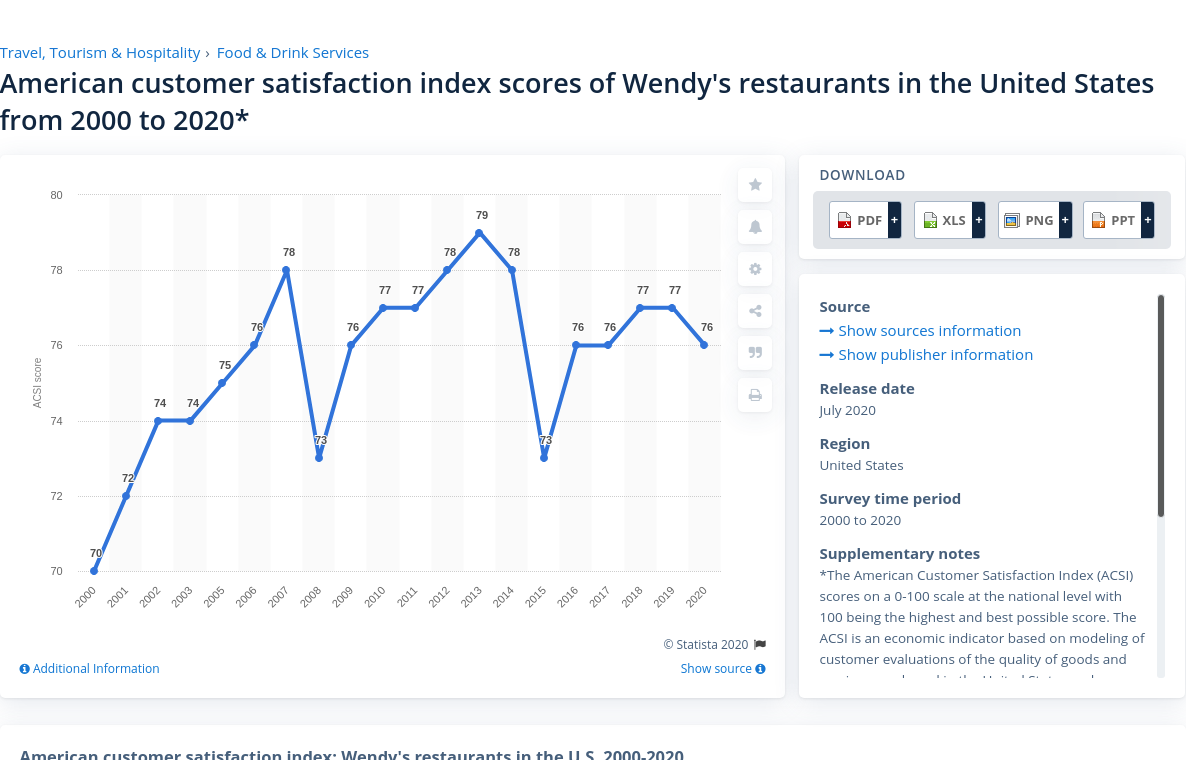 Travel, Tourism & Hospitality › Food & Drink Services
American customer satisfaction index scores of Wendy's restaurants in the United States
from 2000 to 2020*
80
78
76
74
72
70
ACSI score
70
72
74
74
75
76
78
73
76
77
77
78
79
78
73
76
76
77
77
76
2000
2001
2002
2003
2005
2006
2007
2008
2009
2010
2011
2012
2013
2014
2015
2016
2017
2018
2019
2020
© Statista 2020
Additional Information
Show source
DOWNLOAD
PDF +
XLS +
PNG +
PPT +
Source
Show sources information
Show publisher information
Release date
July 2020
Region
United States
Survey time period
2000 to 2020
Supplementary notes
*The American Customer Satisfaction Index (ACSI)
scores on a 0-100 scale at the national level with
100 being the highest and best possible score. The
ACSI is an economic indicator based on modeling of
customer evaluations of the quality of goods and
American customer satisfaction index: Wendy's restaurants in the U.S. 2000-2020